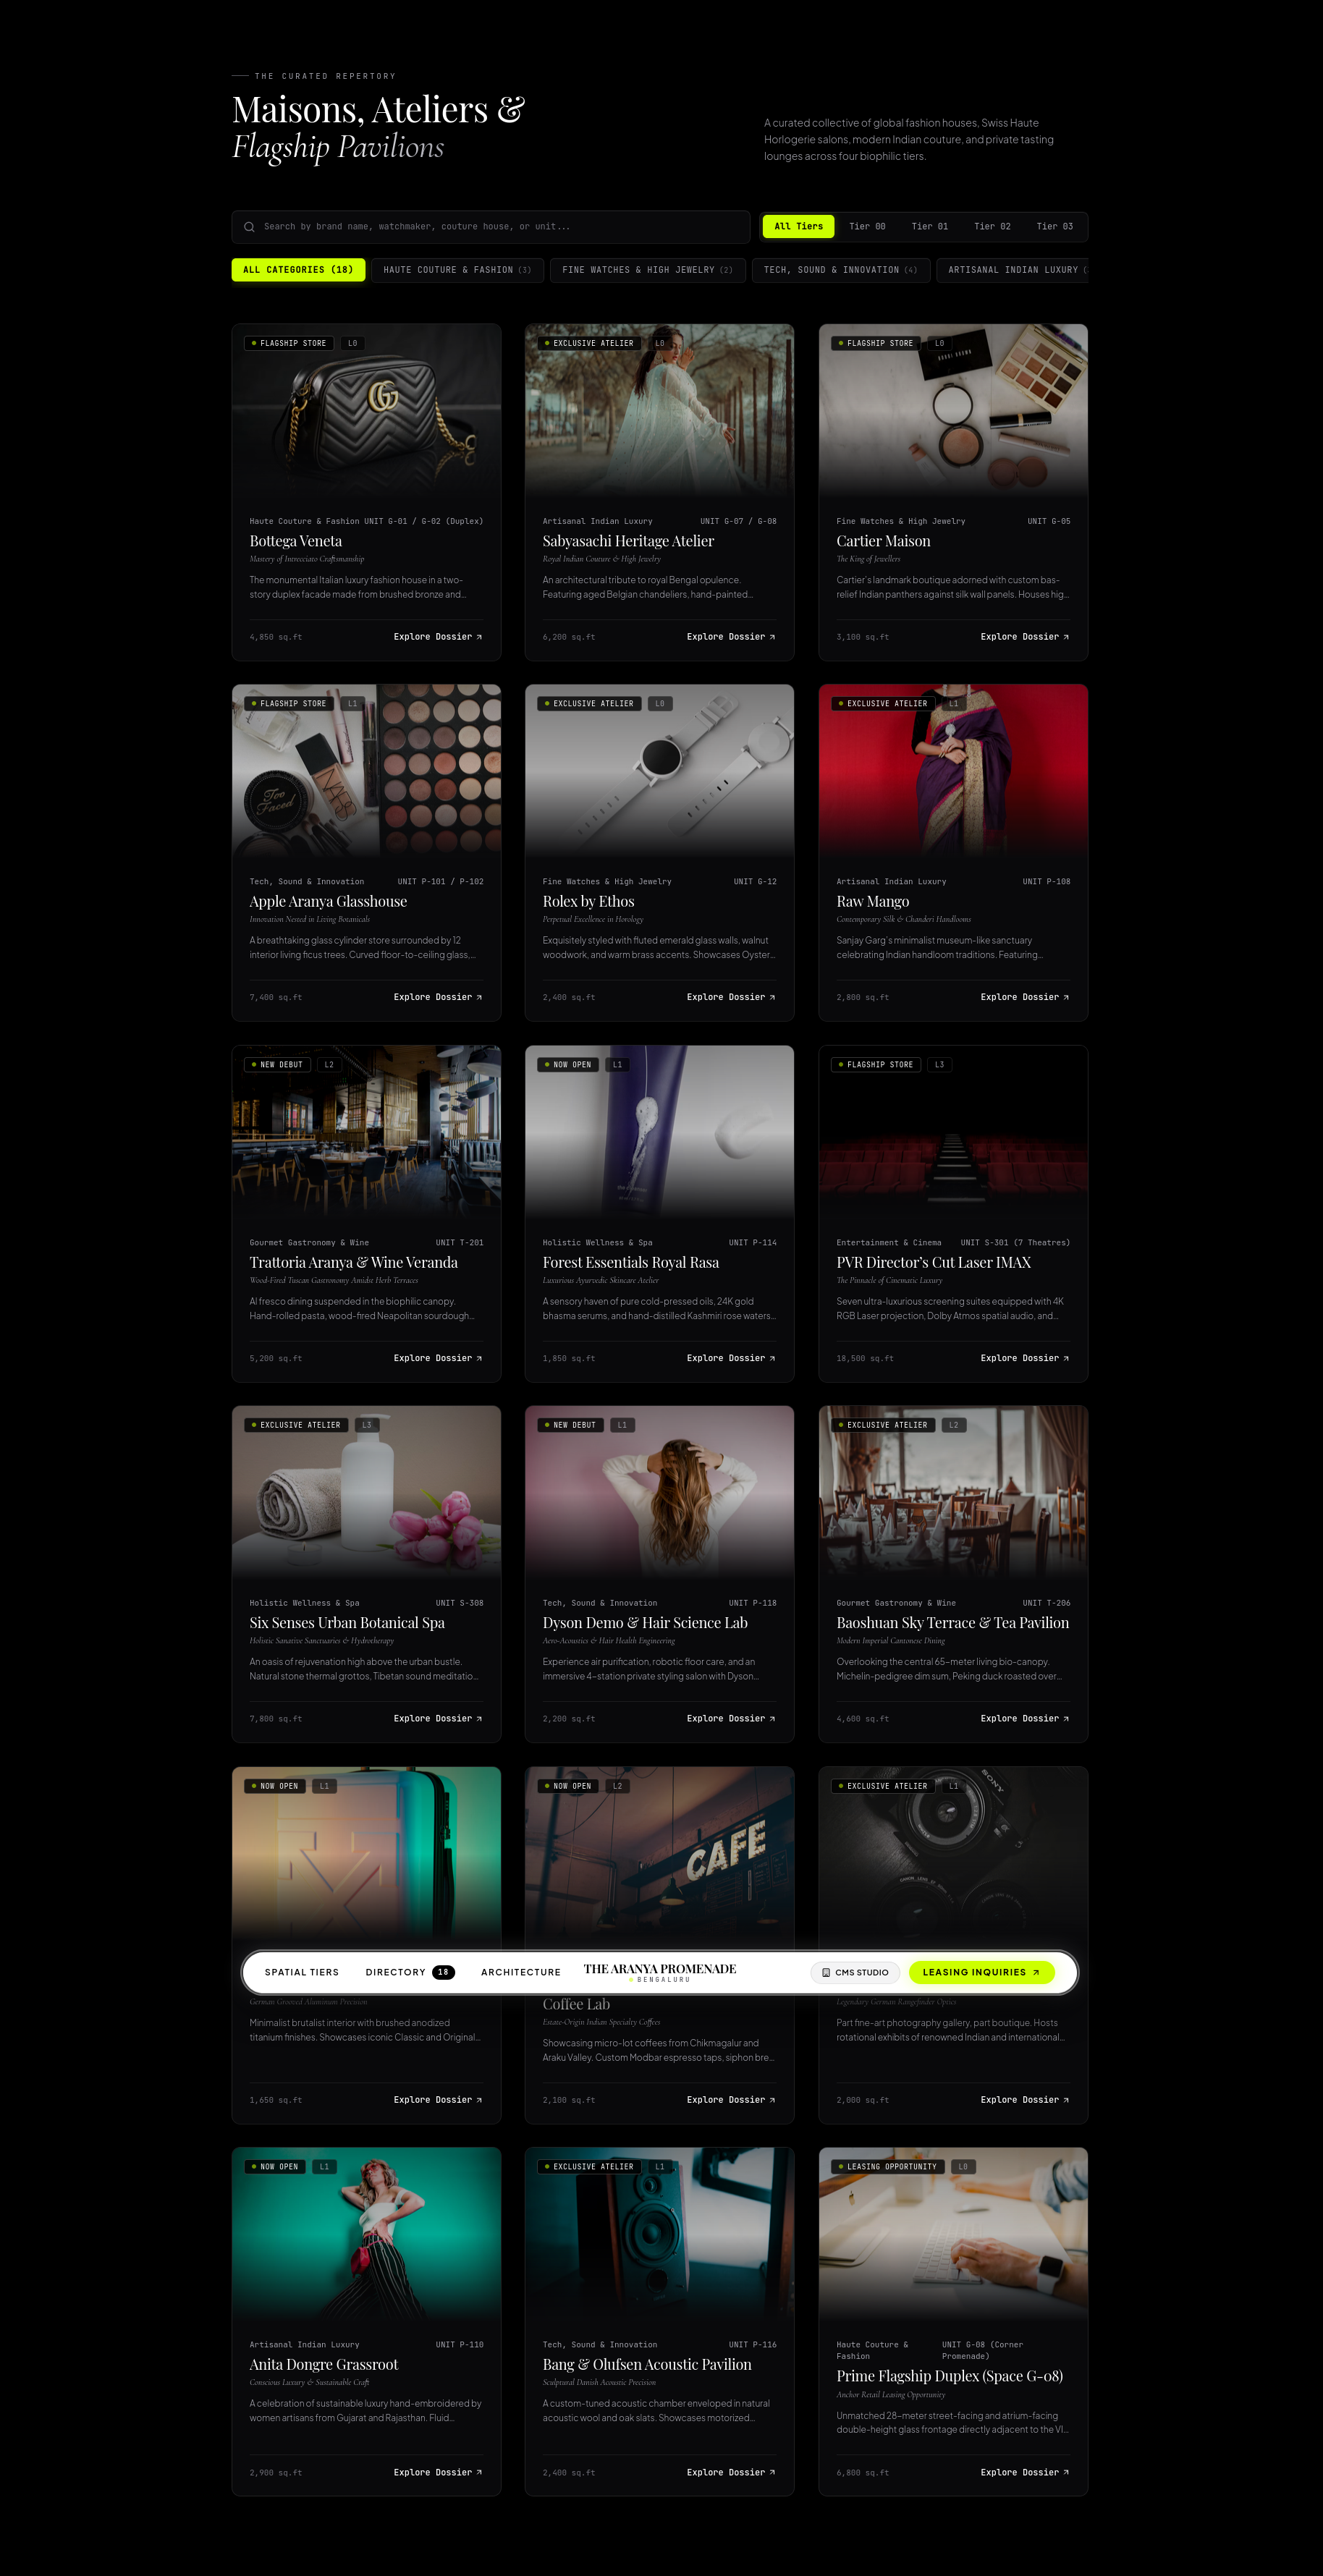 THE CURATED REPERTORY
Maisons, Ateliers &
Flagship Pavilions
A curated collective of global fashion houses, Swiss Haute
Horlogerie salons, modern Indian couture, and private tasting
lounges across four biophilic tiers.
Search by brand name, watchmaker, couture house, or unit...
All Tiers Tier 00 Tier 01 Tier 02 Tier 03
ALL CATEGORIES (18) HAUTE COUTURE & FASHION (3) FINE WATCHES & HIGH JEWELRY (2) TECH, SOUND & INNOVATION (4) ARTISANAL INDIAN LUXURY
FLAGSHIP STORE L0
Haute Couture & Fashion UNIT G-01 / G-02 (Duplex)
Bottega Veneta
Mastery of Intrecciato Craftsmanship
The monumental Italian luxury fashion house in a two-
story duplex facade made from brushed bronze and...
4,850 sq.ft Explore Dossier
EXCLUSIVE ATELIER L0
Artisanal Indian Luxury UNIT G-07 / G-08
Sabyasachi Heritage Atelier
Royal Indian Couture & High Jewelry
An architectural tribute to royal Bengal opulence.
Featuring aged Belgian chandeliers, hand-painted...
6,200 sq.ft Explore Dossier
FLAGSHIP STORE L0
BOBBI BROWN
Fine Watches & High Jewelry UNIT G-05
Cartier Maison
The King of Jewellers
Cartier's landmark boutique adorned with custom bas-
relief Indian panthers against silk wall panels. Houses hig...
3,100 sq.ft Explore Dossier
FLAGSHIP STORE L1
Too Faced
NARS
Tech, Sound & Innovation UNIT P-101 / P-102
Apple Aranya Glasshouse
Innovation Nested in Living Botanicals
A breathtaking glass cylinder store surrounded by 12
interior living ficus trees. Curved floor-to-ceiling glass,...
7,400 sq.ft Explore Dossier
EXCLUSIVE ATELIER L0
Fine Watches & High Jewelry UNIT G-12
Rolex by Ethos
Perpetual Excellence in Horology
Exquisitely styled with fluted emerald glass walls, walnut
woodwork, and warm brass accents. Showcases Oyster...
2,400 sq.ft Explore Dossier
EXCLUSIVE ATELIER L1
Artisanal Indian Luxury UNIT P-108
Raw Mango
Contemporary Silk & Chanderi Handlooms
Sanjay Garg's minimalist museum-like sanctuary
celebrating Indian handloom traditions. Featuring...
2,800 sq.ft Explore Dossier
NEW DEBUT L2
Gourmet Gastronomy & Wine UNIT T-201
Trattoria Aranya & Wine Veranda
Wood-Fired Tuscan Gastronomy Amidst Herb Terraces
Al fresco dining suspended in the biophilic canopy.
Hand-rolled pasta, wood-fired Neapolitan sourdough...
5,200 sq.ft Explore Dossier
NOW OPEN L1
Holistic Wellness & Spa UNIT P-114
Forest Essentials Royal Rasa
Luxurious Ayurvedic Skincare Atelier
A sensory haven of pure cold-pressed oils, 24K gold
bhasma serums, and hand-distilled Kashmiri rose waters...
1,850 sq.ft Explore Dossier
FLAGSHIP STORE L3
Entertainment & Cinema UNIT S-301 (7 Theatres)
PVR Director's Cut Laser IMAX
The Pinnacle of Cinematic Luxury
Seven ultra-luxurious screening suites equipped with 4K
RGB Laser projection, Dolby Atmos spatial audio, and...
18,500 sq.ft Explore Dossier
EXCLUSIVE ATELIER L3
Holistic Wellness & Spa UNIT S-308
Six Senses Urban Botanical Spa
Holistic Sanative Sanctuaries & Hydrotherapy
An oasis of rejuvenation high above the urban bustle.
Natural stone thermal grottos, Tibetan sound meditatio...
7,800 sq.ft Explore Dossier
NEW DEBUT L1
Tech, Sound & Innovation UNIT P-118
Dyson Demo & Hair Science Lab
Aero-Acoustics & Hair Health Engineering
Experience air purification, robotic floor care, and an
immersive 4-station private styling salon with Dyson...
2,200 sq.ft Explore Dossier
EXCLUSIVE ATELIER L2
Gourmet Gastronomy & Wine UNIT T-206
Baoshuan Sky Terrace & Tea Pavilion
Modern Imperial Cantonese Dining
Overlooking the central 65-meter living bio-canopy.
Michelin-pedigree dim sum, Peking duck roasted over...
4,600 sq.ft Explore Dossier
NOW OPEN L1
NOW OPEN L2
CAFE
EXCLUSIVE ATELIER L1
SONY
SPATIAL TIERS DIRECTORY 18 ARCHITECTURE THE ARANYA PROMENADE
BENGALURU
CMS STUDIO LEASING INQUIRIES
German Grooved Aluminum Precision
Minimalist brutalist interior with brushed anodized
titanium finishes. Showcases iconic Classic and Original...
1,650 sq.ft Explore Dossier
Coffee Lab
Estate-Origin Indian Specialty Coffees
Showcasing micro-lot coffees from Chikmagalur and
Araku Valley. Custom Modbar espresso taps, siphon bre...
2,100 sq.ft Explore Dossier
Legendary German Rangefinder Optics
Part fine-art photography gallery, part boutique. Hosts
rotational exhibits of renowned Indian and international...
2,000 sq.ft Explore Dossier
NOW OPEN L1
Artisanal Indian Luxury UNIT P-110
Anita Dongre Grassroot
Conscious Luxury & Sustainable Craft
A celebration of sustainable luxury hand-embroidered by
women artisans from Gujarat and Rajasthan. Fluid...
2,900 sq.ft Explore Dossier
EXCLUSIVE ATELIER L1
Tech, Sound & Innovation UNIT P-116
Bang & Olufsen Acoustic Pavilion
Sculptural Danish Acoustic Precision
A custom-tuned acoustic chamber enveloped in natural
acoustic wool and oak slats. Showcases motorized...
2,400 sq.ft Explore Dossier
LEASING OPPORTUNITY L0
Haute Couture & Fashion UNIT G-08 (Corner Promenade)
Prime Flagship Duplex (Space G-08)
Anchor Retail Leasing Opportunity
Unmatched 28-meter street-facing and atrium-facing
double-height glass frontage directly adjacent to the VI...
6,800 sq.ft Explore Dossier